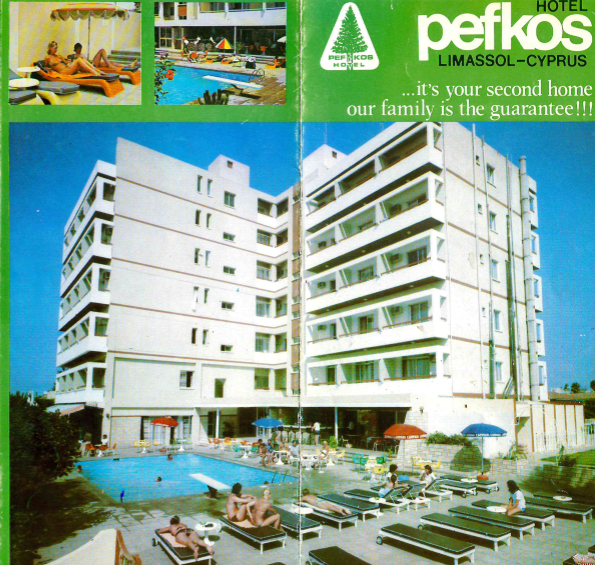 HOTEL
pefkos
LIMASSOL-CYPRUS
PEFKOS
HOTEL
...it's your second home
our family is the guarantee!!!